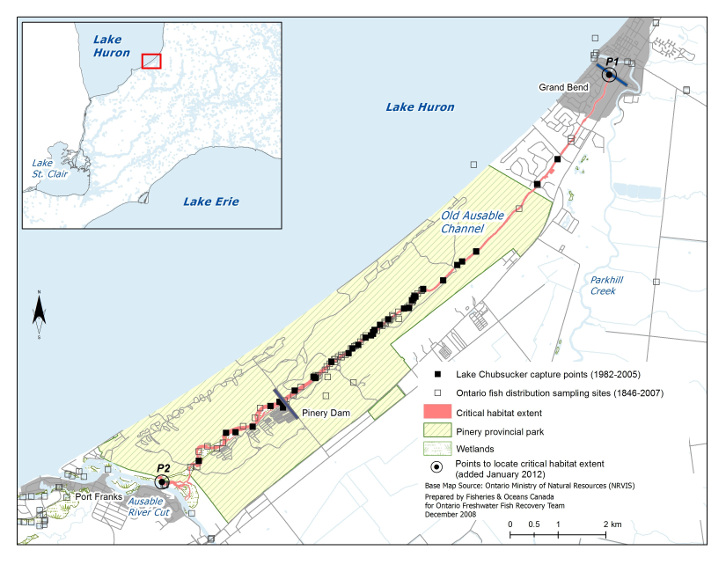 Lake
Huron
Lake
St. Clair
Lake Erie
Lake Huron
P1
Grand Bend
Old Ausable
Channel
Parkhill
Creek
N
S
Pinery Dam
P2
Port Franks
Ausable
River Cut
Lake Chubsucker capture points (1982-2005)
Ontario fish distribution sampling sites (1846-2007)
Critical habitat extent
Pinery provincial park
Wetlands
Points to locate critical habitat extent
(added January 2012)
Base Map Source: Ontario Ministry of Natural Resources (NRVIS)
Prepared by Fisheries & Oceans Canada
for Ontario Freshwater Fish Recovery Team
December 2008
0 0.5 1 2 km